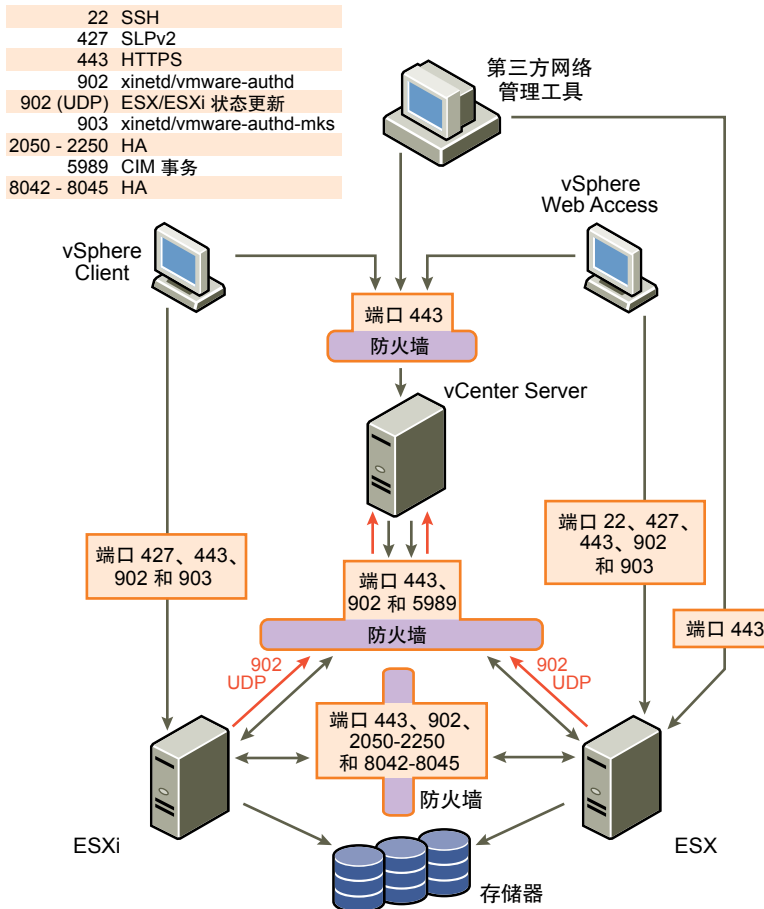 22 SSH
427 SLPv2
443 HTTPS
902 xinetd/vmware-authd
902 (UDP) ESX/ESXi 状态更新
903 xinetd/vmware-authd-mks
2050 - 2250 HA
5989 CIM 事务
8042 - 8045 HA
第三方网络
管理工具
vSphere
Client
vSphere
Web Access
端口 443
防火墙
vCenter Server
端口 427、443、
902 和 903
端口 22、427、
443、902
和 903
端口 443、
902 和 5989
防火墙
端口 443
902
UDP
902
UDP
端口 443、902、
2050-2250
和 8042-8045
防火墙
ESXi
ESX
存储器